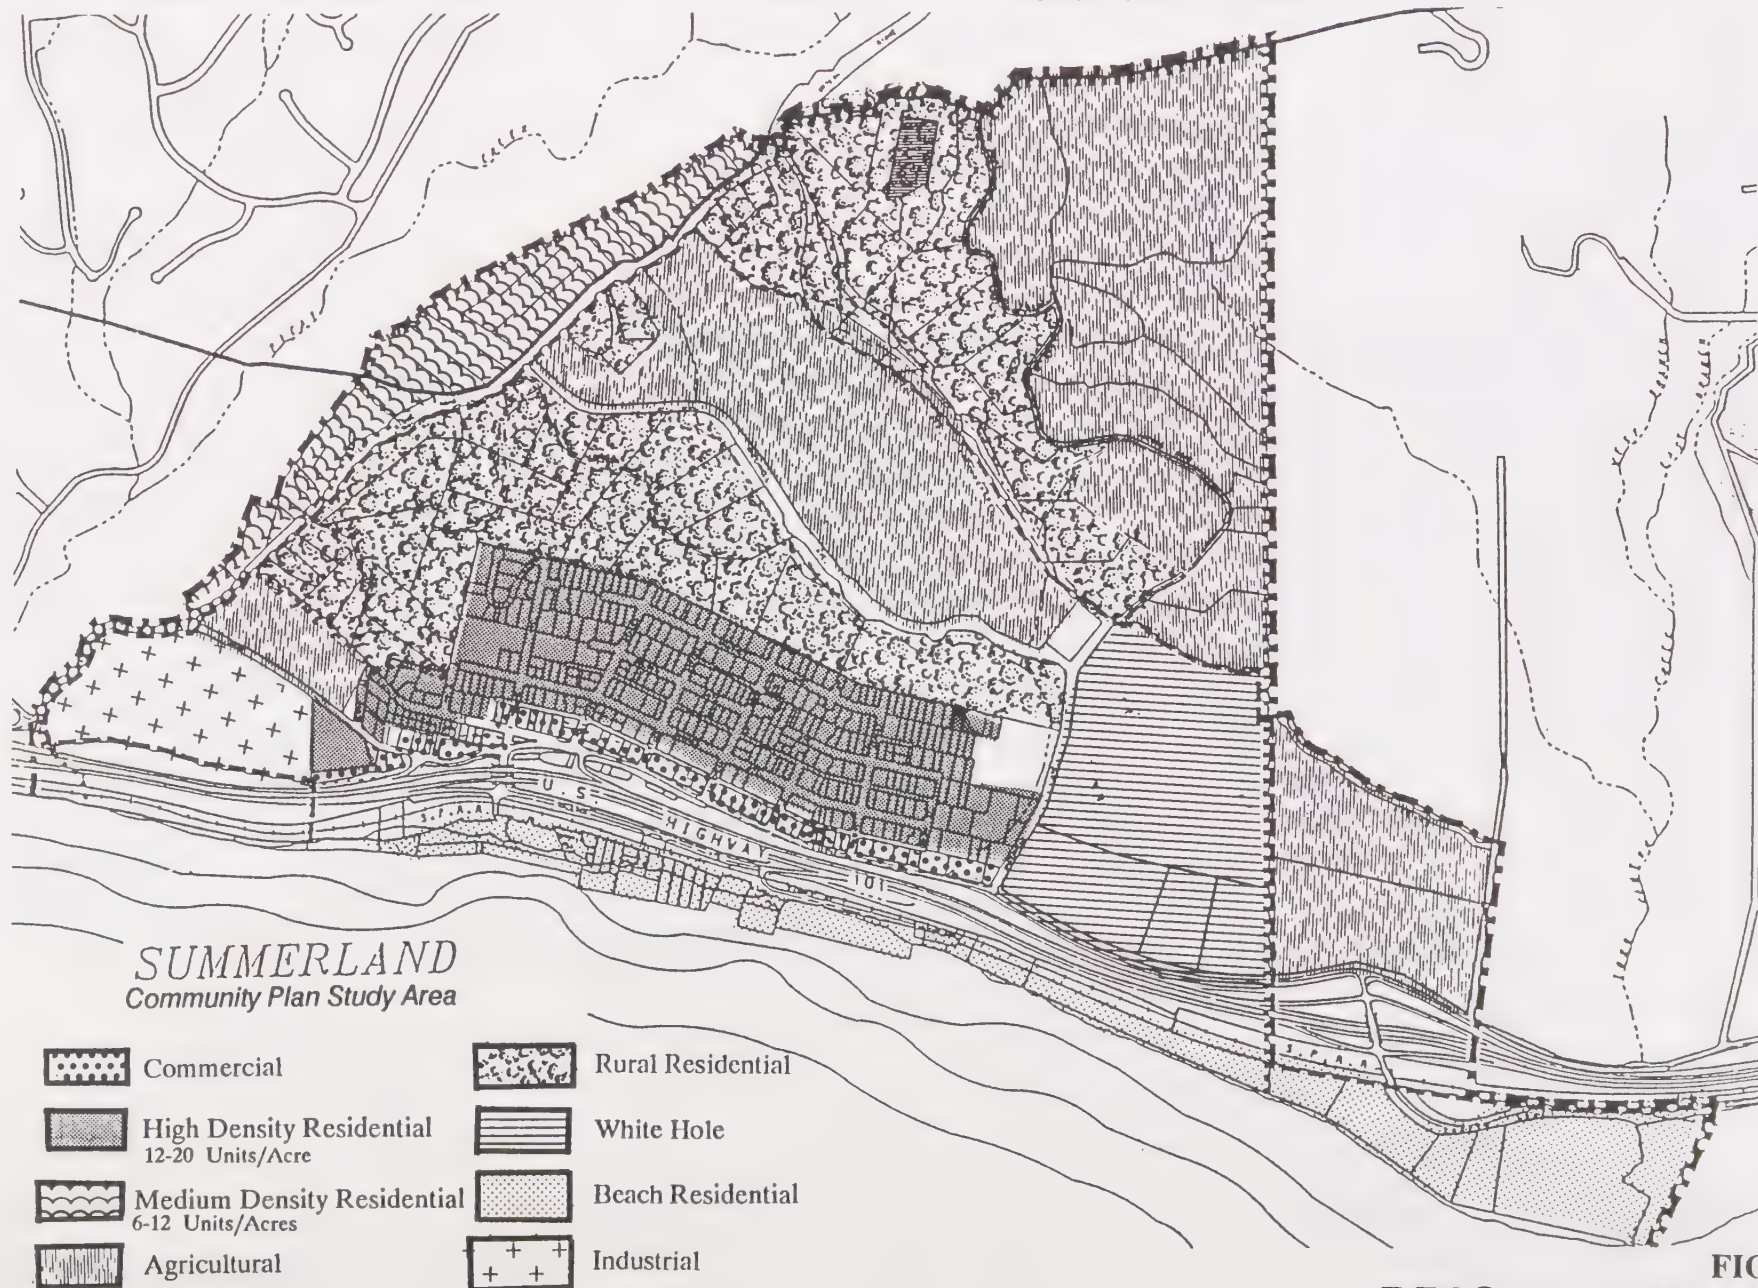 U.S.
HIGHWAY
101
SUMMERLAND
Community Plan Study Area
Commercial
High Density Residential
12-20 Units/Acre
Medium Density Residential
6-12 Units/Acres
Agricultural
Rural Residential
White Hole
Beach Residential
Industrial